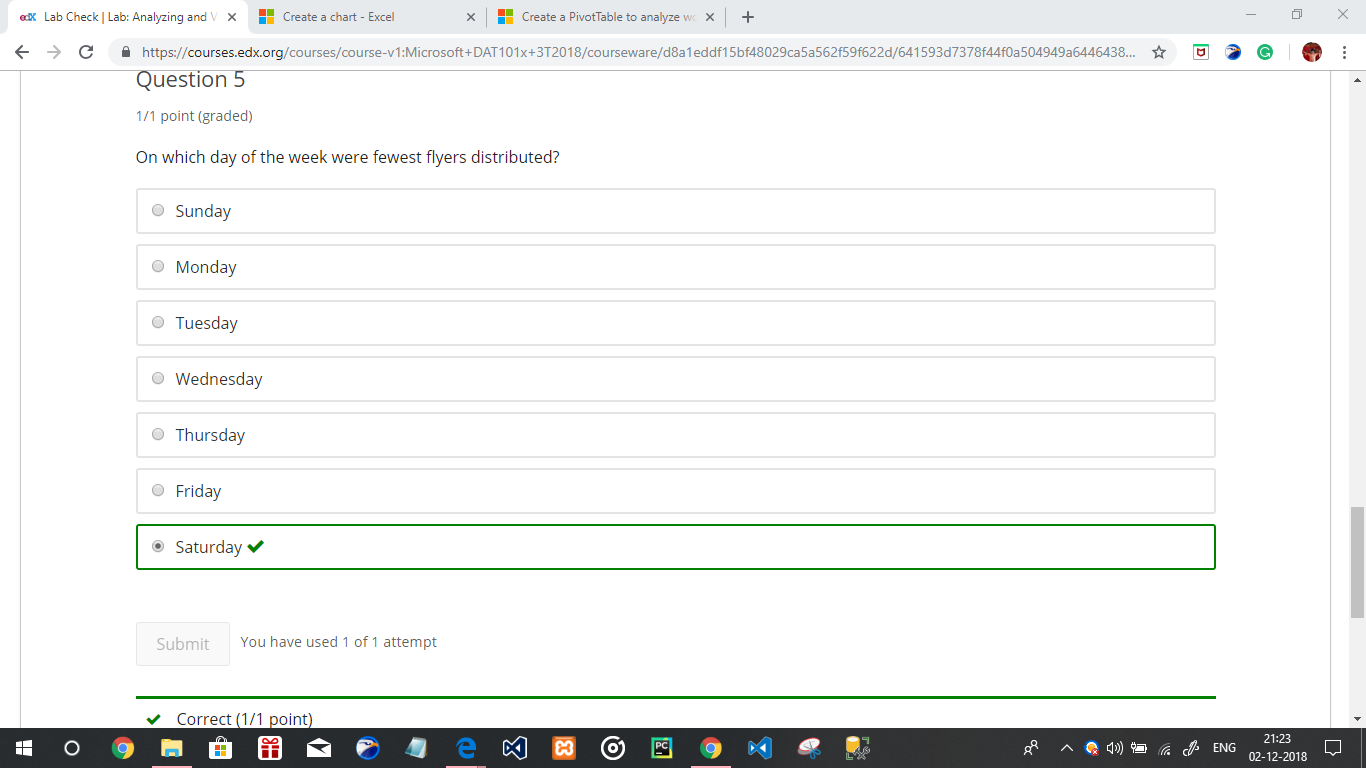 edX Lab Check | Lab: Analyzing and V
Create a chart - Excel
Create a PivotTable to analyze wo
https://courses.edx.org/courses/course-v1:Microsoft+DAT101x+3T2018/courseware/d8a1eddf15bf48029ca5a562f59f622d/641593d7378f44f0a504949a6446438...
Question 5
1/1 point (graded)
On which day of the week were fewest flyers distributed?
Sunday
Monday
Tuesday
Wednesday
Thursday
Friday
Saturday
Submit You have used 1 of 1 attempt
Correct (1/1 point)
PC
ENG
21:23
02-12-2018